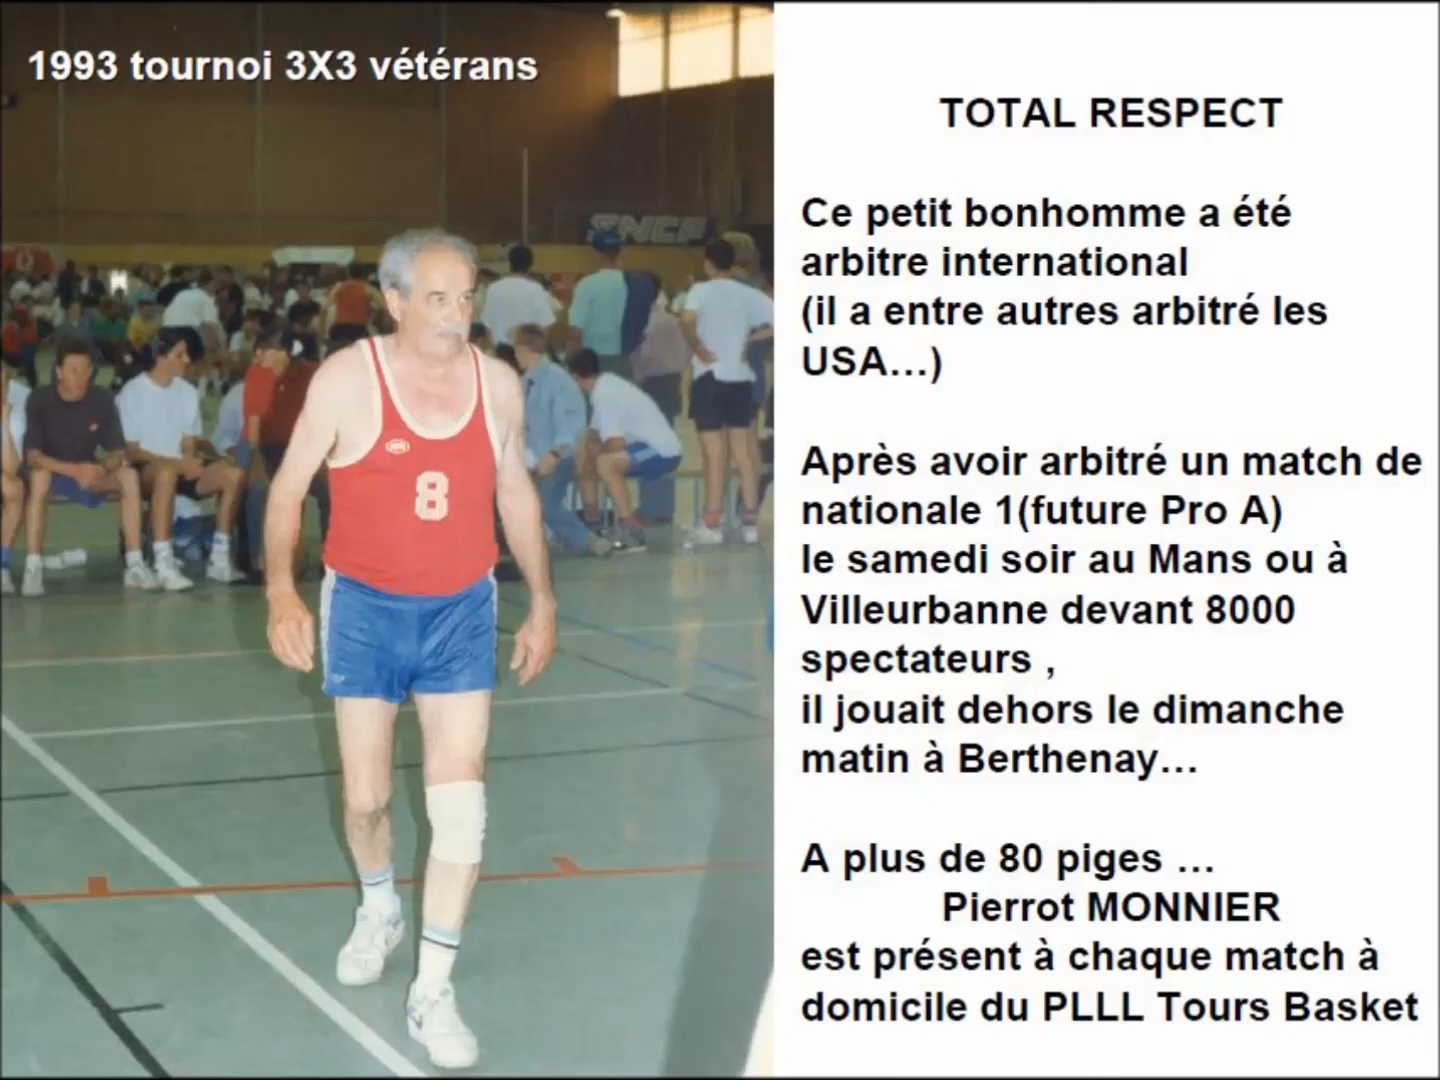 1993 tournoi 3X3 vétérans
SNCF
8
TOTAL RESPECT
Ce petit bonhomme a été
arbitre international
(il a entre autres arbitré les
USA...)
Après avoir arbitré un match de
nationale 1(future Pro A)
le samedi soir au Mans ou à
Villeurbanne devant 8000
spectateurs ,
il jouait dehors le dimanche
matin à Berthenay...
A plus de 80 piges ...
Pierrot MONNIER
est présent à chaque match à
domicile du PLLL Tours Basket